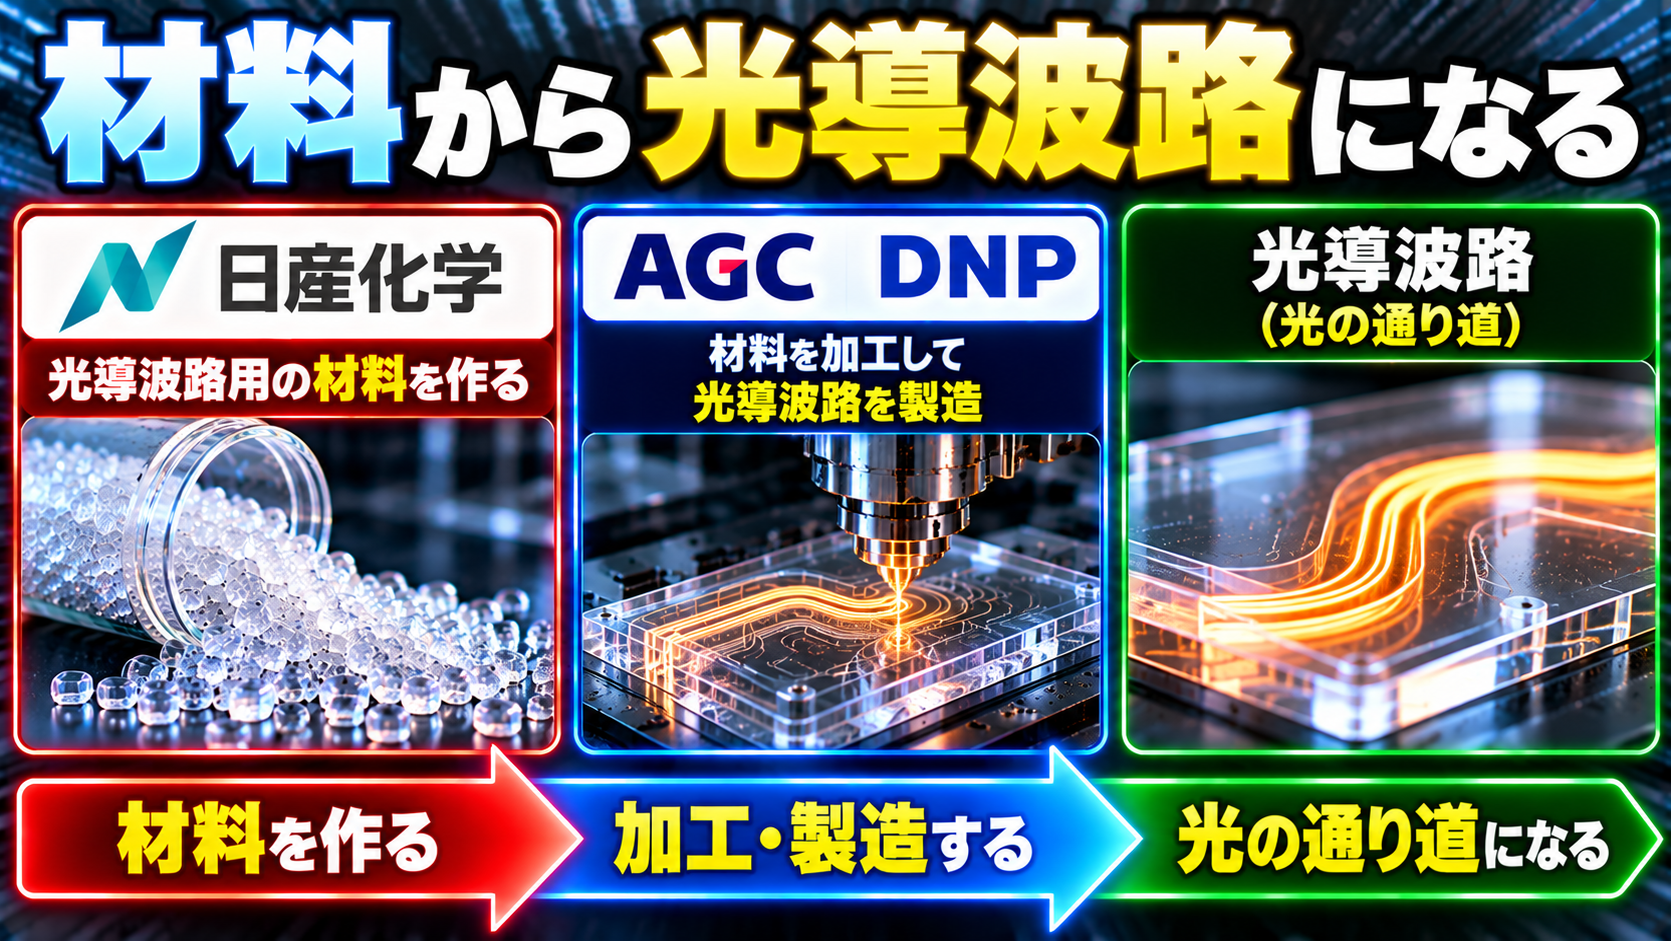 材料から光導波路になる
日産化学
光導波路用の材料を作る
AGC DNP
材料を加工して
光導波路を製造
光導波路
(光の通り道)
材料を作る
加工・製造する
光の通り道になる